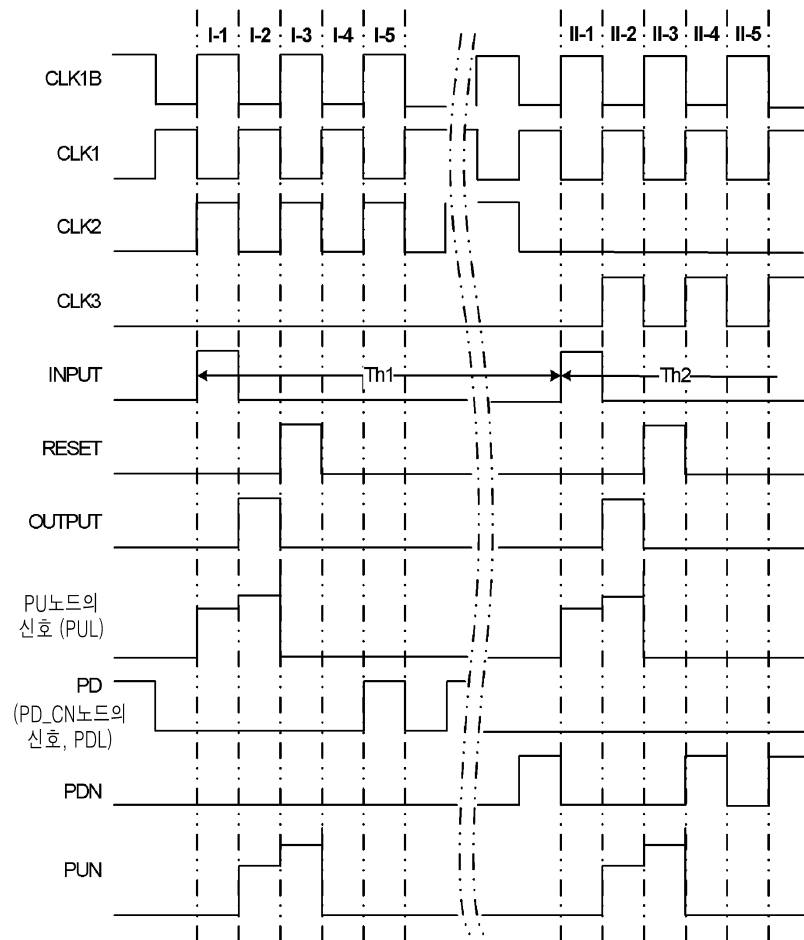 I-1 I-2 I-3 I-4 I-5 II-1 II-2 II-3 II-4 II-5
CLK1B
CLK1
CLK2
CLK3
INPUT
Th1
Th2
RESET
OUTPUT
PU노드의
신호 (PUL)
PD
(PD_CN노드의
신호, PDL)
PDN
PUN